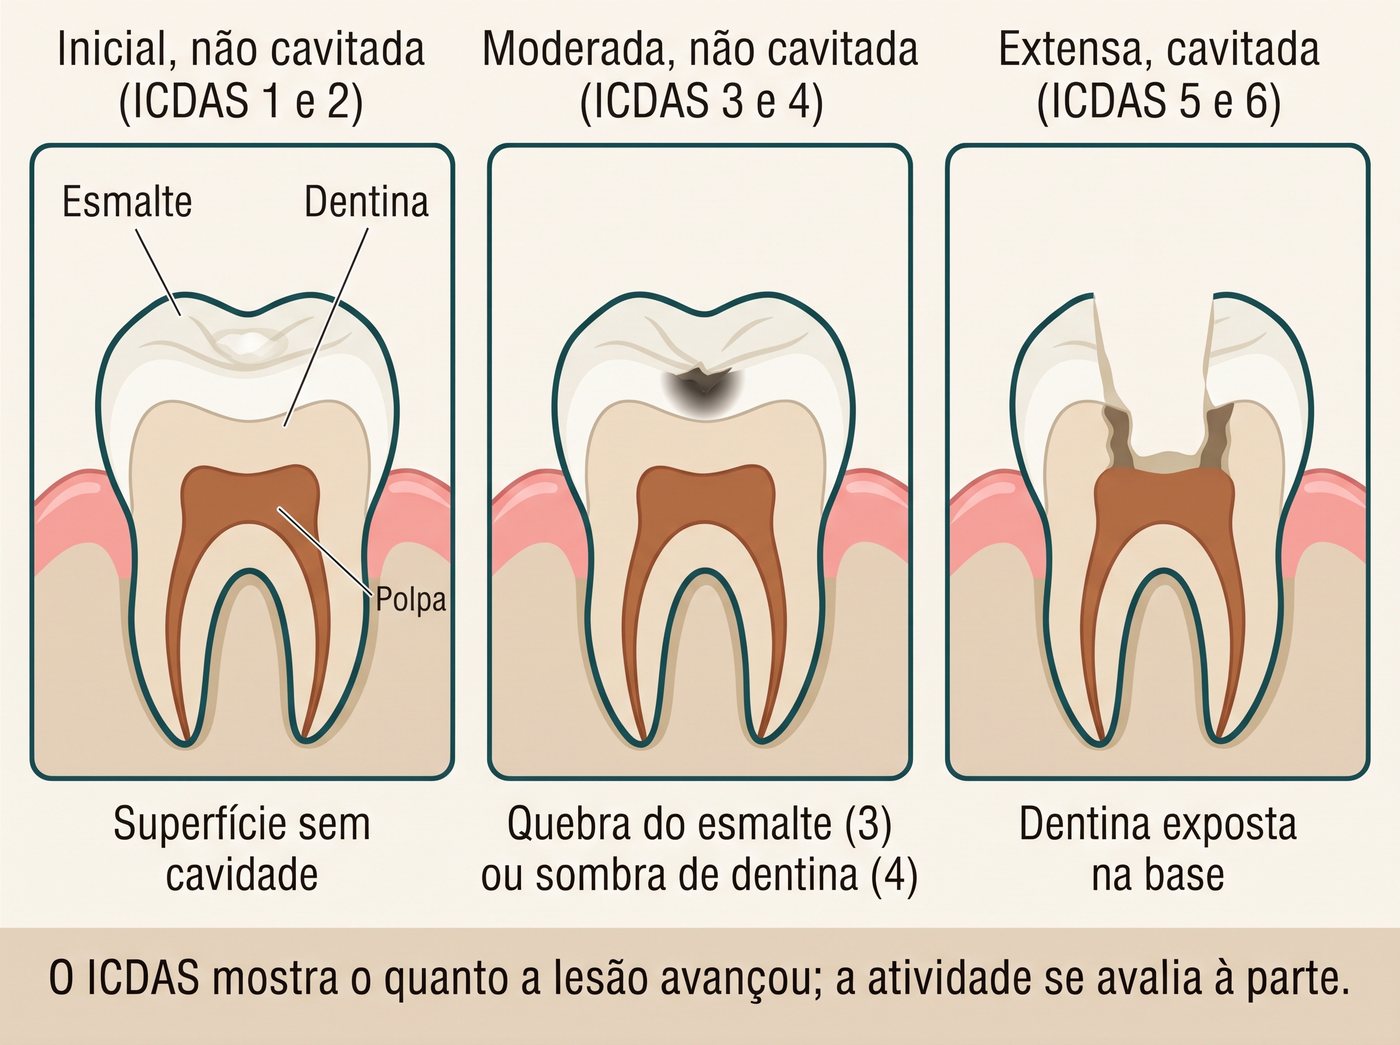 Inicial, não cavitada
(ICDAS 1 e 2)
Moderada, não cavitada
(ICDAS 3 e 4)
Extensa, cavitada
(ICDAS 5 e 6)
Esmalte
Dentina
Polpa
Superfície sem
cavidade
Quebra do esmalte (3)
ou sombra de dentina (4)
Dentina exposta
na base
O ICDAS mostra o quanto a lesão avançou; a atividade se avalia à parte.